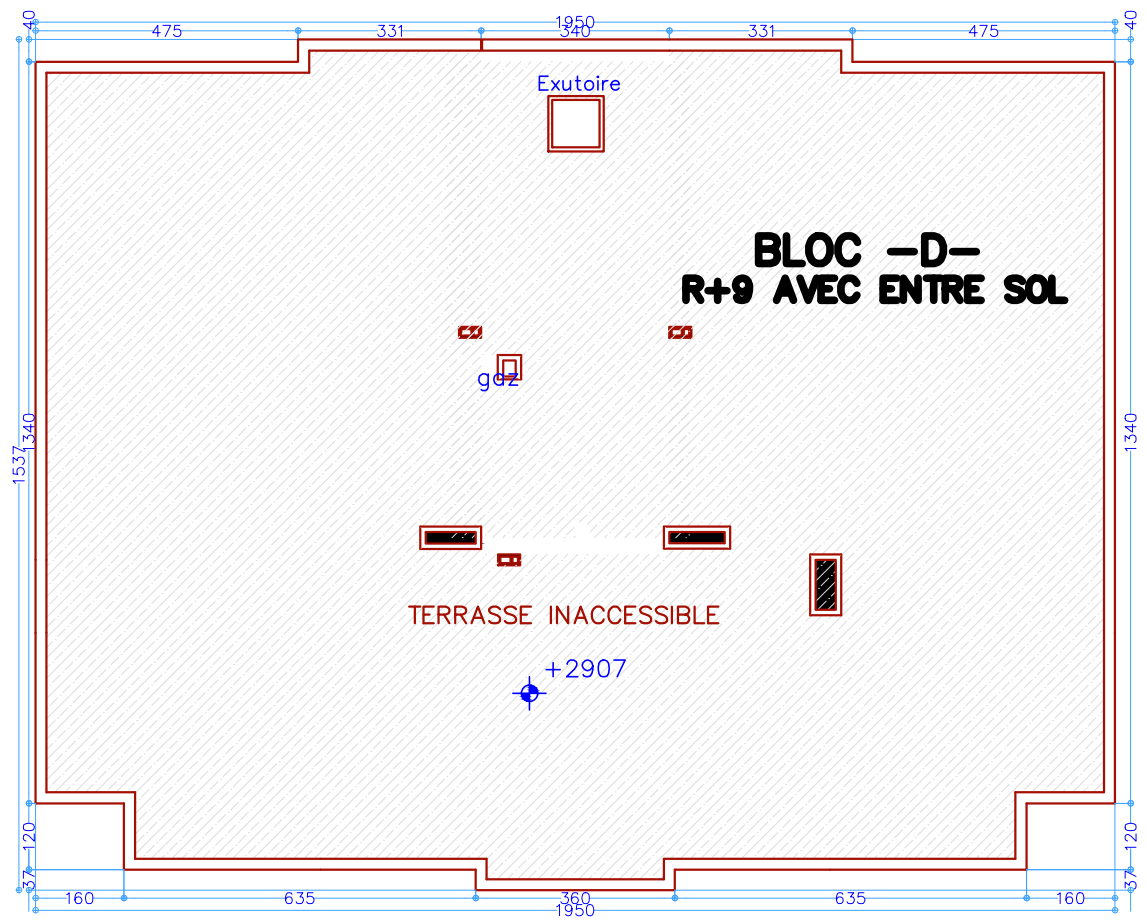 1950
475 331 340 331 475
40
40
Exutoire
BLOC -D-
R+9 AVEC ENTRE SOL
gaz
1340
1537
1340
TERRASSE INACCESSIBLE
+2907
120
120
37
37
160 635 360 635 160
1950